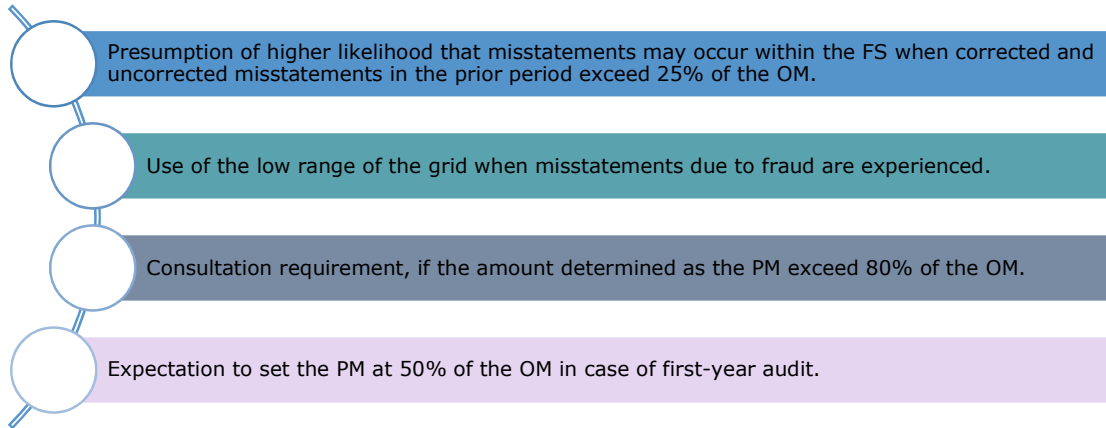 Presumption of higher likelihood that misstatements may occur within the FS when corrected and
uncorrected misstatements in the prior period exceed 25% of the OM.
Use of the low range of the grid when misstatements due to fraud are experienced.
Consultation requirement, if the amount determined as the PM exceed 80% of the OM.
Expectation to set the PM at 50% of the OM in case of first-year audit.